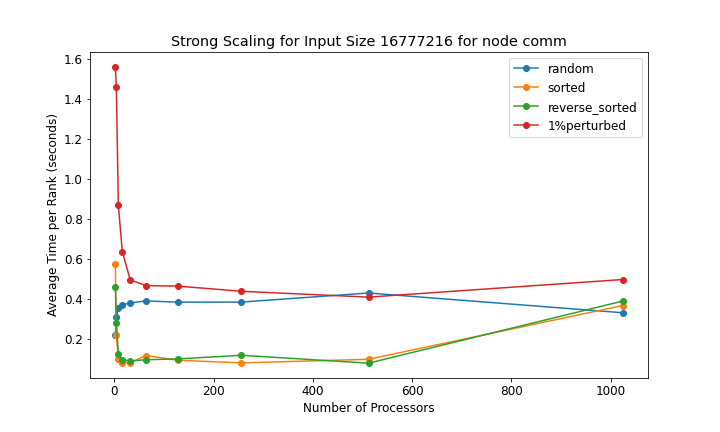 Strong Scaling for Input Size 16777216 for node comm
random
sorted
reverse_sorted
1%perturbed
Average Time per Rank (seconds)
1.6
1.4
1.2
1.0
0.8
0.6
0.4
0.2
0 200 400 600 800 1000
Number of Processors